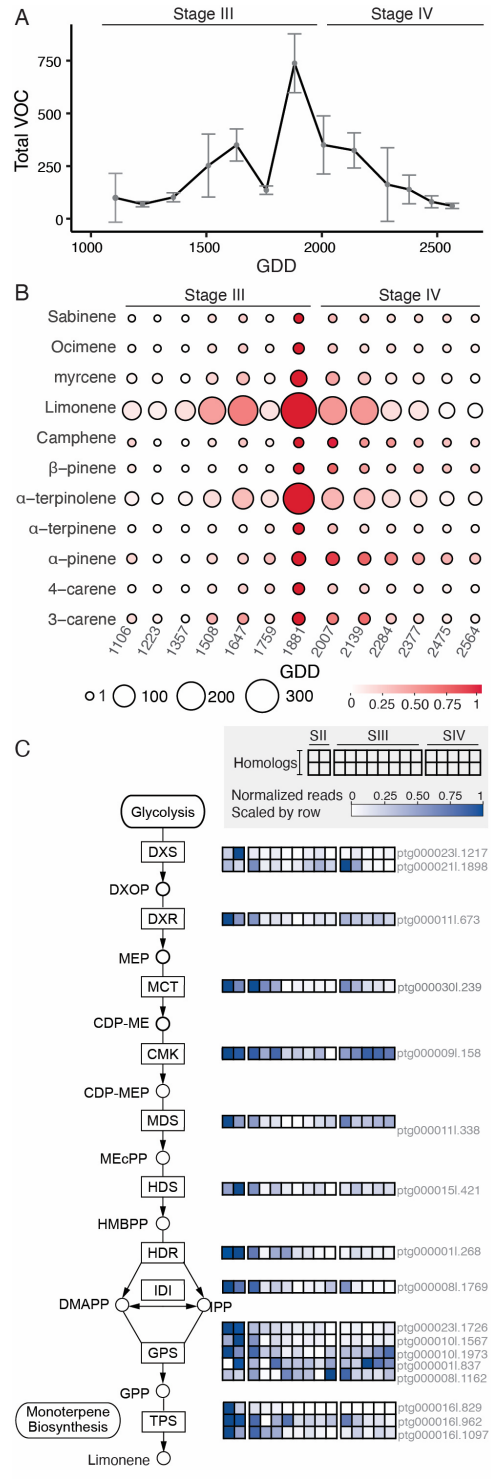 A
Stage III
Stage IV
Total VOC
750
500
250
0
1000
1500
2000
2500
GDD
B
Stage III
Stage IV
Sabinene
Ocimene
myrcene
Limonene
Camphene
β−pinene
α−terpinolene
α−terpinene
α−pinene
4−carene
3−carene
1106
1223
1357
1508
1647
1759
1881
2007
2139
2284
2377
2475
2564
GDD
1
100
200
300
0
0.25
0.5
0.75
1
C
SII
SIII
SIV
Homologs
Normalized reads
Scaled by row
0
0.25
0.50
0.75
1
Glycolysis
DXS
ptg000023l.1217
ptg000021l.1898
DXOP
DXR
ptg000011l.673
MEP
MCT
ptg000030l.239
CDP-ME
CMK
ptg000009l.158
CDP-MEP
MDS
ptg000011l.338
MEcPP
HDS
ptg000015l.421
HMBPP
HDR
ptg000001l.268
IDI
ptg000008l.1769
DMAPP
IPP
ptg000023l.1726
ptg000010l.1567
GPS
ptg000010l.1973
ptg000001l.837
ptg000008l.1162
GPP
Monoterpene
Biosynthesis
TPS
ptg000016l.829
ptg000016l.962
ptg000016l.1097
Limonene